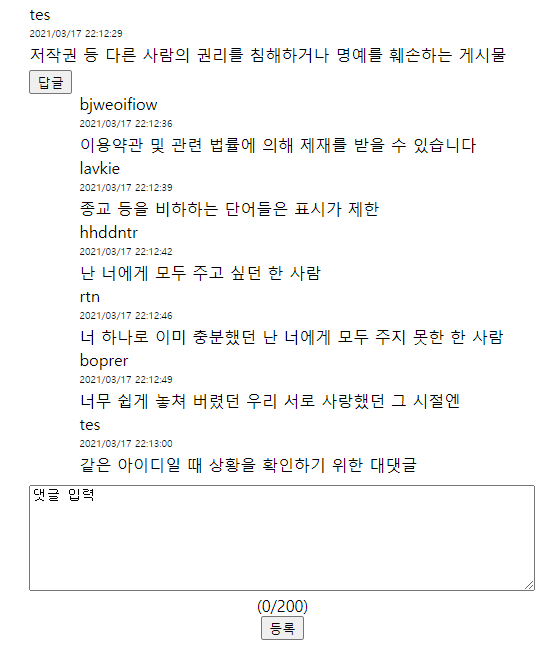 tes
2021/03/17 22:12:29
저작권 등 다른 사람의 권리를 침해하거나 명예를 훼손하는 게시물
답글
bjweoifiow
2021/03/17 22:12:36
이용약관 및 관련 법률에 의해 제재를 받을 수 있습니다
lavkie
2021/03/17 22:12:39
종교 등을 비하하는 단어들은 표시가 제한
hhddntr
2021/03/17 22:12:42
난 너에게 모두 주고 싶던 한 사람
rtn
2021/03/17 22:12:46
너 하나로 이미 충분했던 난 너에게 모두 주지 못한 한 사람
boprer
2021/03/17 22:12:49
너무 쉽게 놓쳐 버렸던 우리 서로 사랑했던 그 시절엔
tes
2021/03/17 22:13:00
같은 아이디일 때 상황을 확인하기 위한 대댓글
댓글 입력
(0/200)
등록